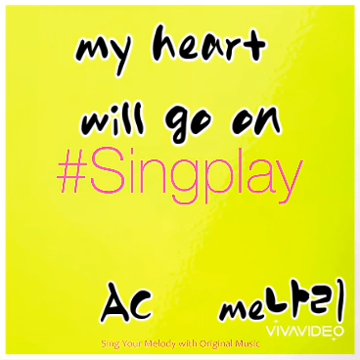 my heart
will go on
#Singplay
AC me나리
VIVAVIDEO
Sing Your Melody with Original Music